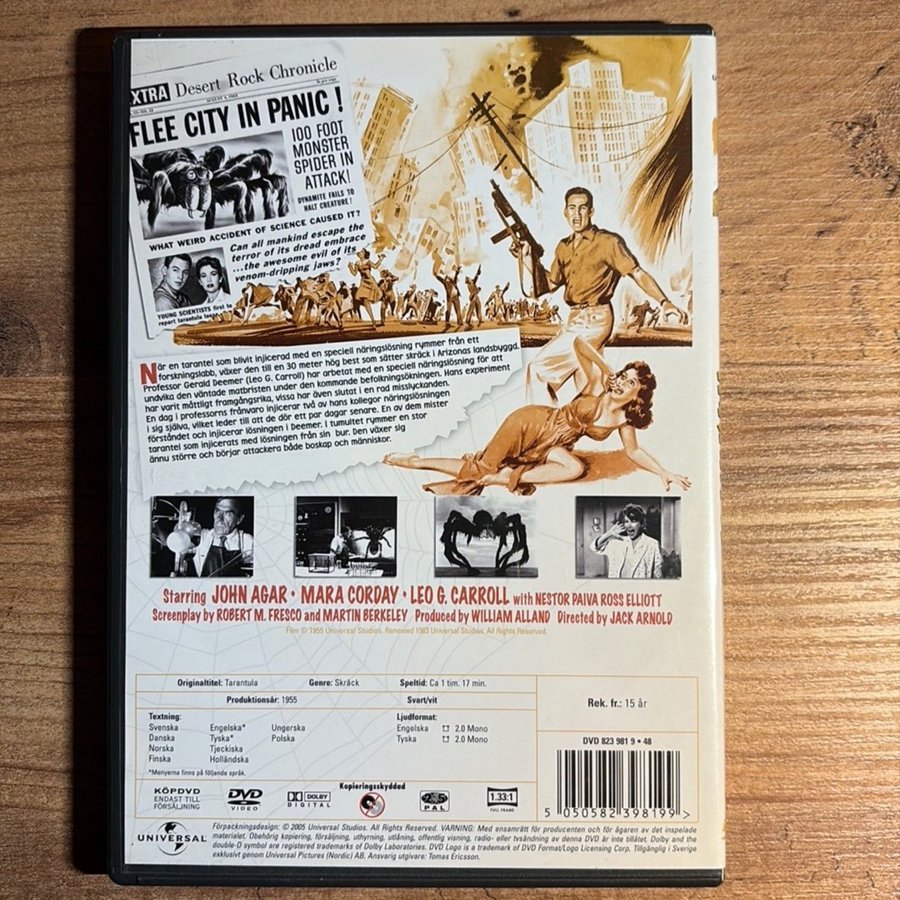 EXTRA
Desert Rock Chronicle
FLEE CITY IN PANIC!
100 FOOT
MONSTER
SPIDER IN
ATTACK!
DYNAMITE FAILS TO
HALT CREATURE!
WHAT WEIRD ACCIDENT OF SCIENCE CAUSED IT?
Can all mankind escape the
terror of its dread embrace
...the awesome evil of its
venom-dripping jaws?
YOUNG SCIENTISTS first to
report tarantula
När en tarantel som blivit injicerad med en speciell näringslösning rymmer från ett
forskningslabb, växer den till en 30 meter hög best som sätter skräck i Arizonas landsbyggd.
Professor Gerald Deemer (Leo G. Carroll) har arbetat med en speciell näringslösning för att
undvika den väntade matbristen under den kommande befolkningsökningen. Hans experiment
har varit måttligt framgångsrika, vissa har även slutat i en rad misslyckanden.
En dag i professorns frånvaro injicerar två av hans kollegor näringslösningen
i sig själva, vilket leder till att de dör ett par dagar senare. En av dem mister
förståndet och injicerar lösningen i Deemer. I tumultet rymmer en stor
tarantel som injicerats med lösningen från sin bur. Den växer sig
ännu större och börjar attackera både boskap och människor.
Starring JOHN AGAR • MARA CORDAY • LEO G. CARROLL with NESTOR PAIVA ROSS ELLIOTT
Screenplay by ROBERT M. FRESCO and MARTIN BERKELEY Produced by WILLIAM ALLAND Directed by JACK ARNOLD
Film © 1955 Universal Studios. Renewed 1983 Universal Studios. All Rights Reserved.
Originaltitel: Tarantula Genre: Skräck Speltid: Ca 1 tim. 17 min.
Produktionsår: 1955 Svart/vit
Rek. fr.: 15 år
Textning:
Svenska Engelska* Ungerska
Danska Tyska* Polska
Norska Tjeckiska
Finska Holländska
*Menyerna finns på följande språk.
Ljudformat:
Engelska 2.0 Mono
Tyska 2.0 Mono
DVD 823 981 9 • 48
5 050582 398199 >
KÖPDVD
ENDAST TILL
FÖRSÄLJNING
DVD
VIDEO
DOLBY
DIGITAL
Kopieringsskyddad
2
PAL
1.33:1
FULL FRAME
UNIVERSAL
Förpackningsdesign: © 2005 Universal Studios. All Rights Reserved. VARNING: Med ensamrätt för producenten och för ägaren av det inspelade
materialet. Obehörig kopiering, försäljning, uthyrning, utlåning, offentlig visning, radio- eller tvsändning av denna DVD är inte tillåtet. Dolby and the
double-D symbol are registered trademarks of Dolby Laboratories. DVD Logo is a trademark of DVD Format/Logo Licensing Corp. Tillgänglig i Sverige
exklusivt genom Universal Pictures (Nordic) AB. Ansvarig utgivare: Tomas Ericsson.